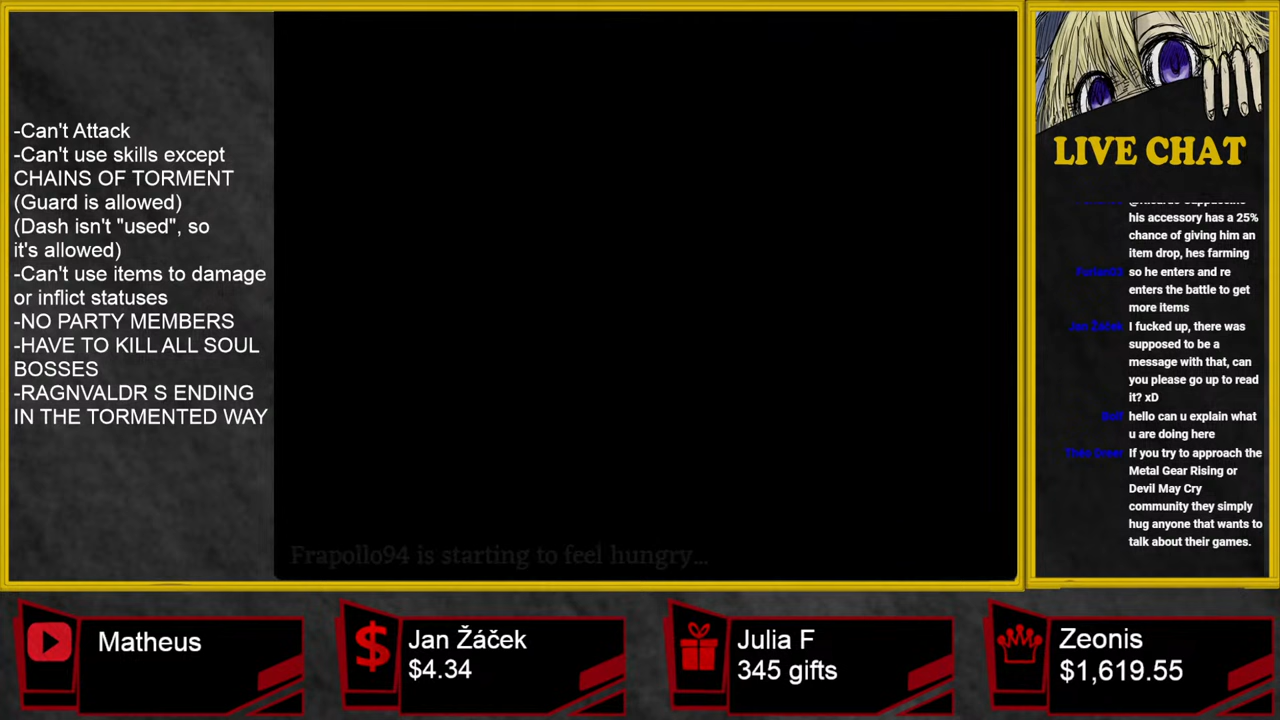 -Can't Attack
-Can't use skills except
CHAINS OF TORMENT
(Guard is allowed)
(Dash isn't "used", so
it's allowed)
-Can't use items to damage
or inflict statuses
-NO PARTY MEMBERS
-HAVE TO KILL ALL SOUL
BOSSES
-RAGNVALDR S ENDING
IN THE TORMENTED WAY
Frapollo94 is starting to feel hungry...
LIVE CHAT
his accessory has a 25%
chance of giving him an
item drop, hes farming
so he enters and re
enters the battle to get
more items
Jan Žáček I fucked up, there was
supposed to be a
message with that, can
you please go up to read
it? xD
hello can u explain what
u are doing here
If you try to approach the
Metal Gear Rising or
Devil May Cry
community they simply
hug anyone that wants to
talk about their games.
Matheus
Jan Žáček
$4.34
Julia F
345 gifts
Zeonis
$1,619.55